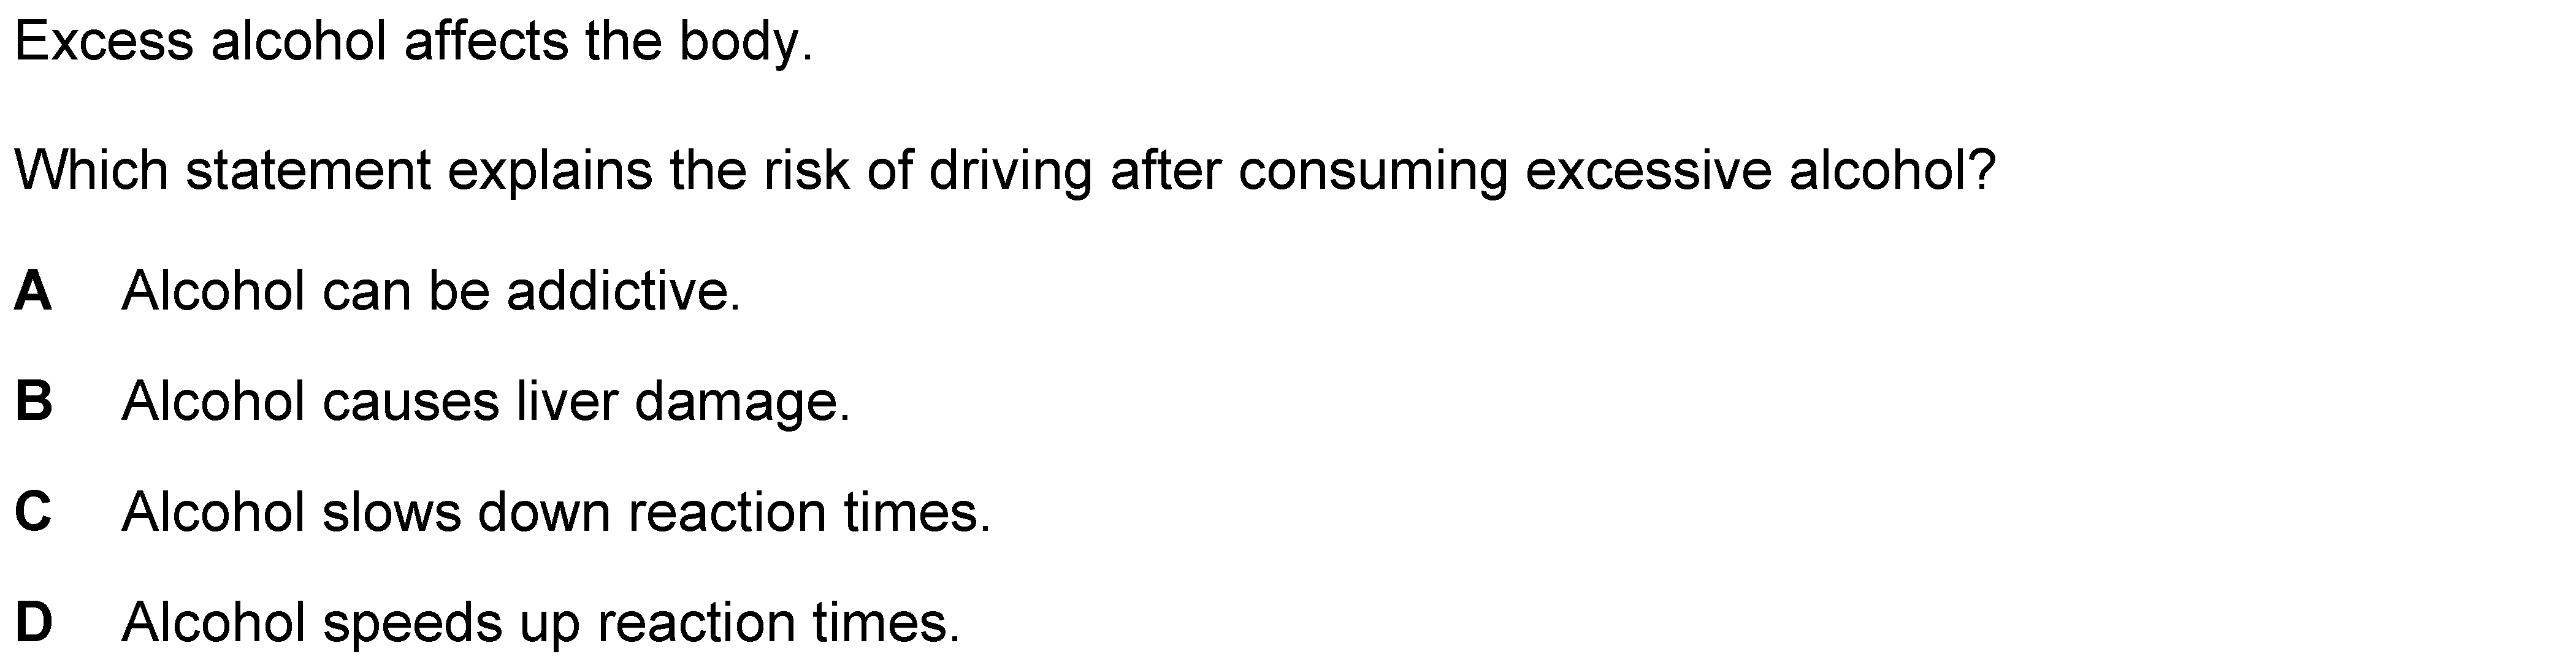 Excess alcohol affects the body.
Which statement explains the risk of driving after consuming excessive alcohol?
A Alcohol can be addictive.
B Alcohol causes liver damage.
C Alcohol slows down reaction times.
D Alcohol speeds up reaction times.